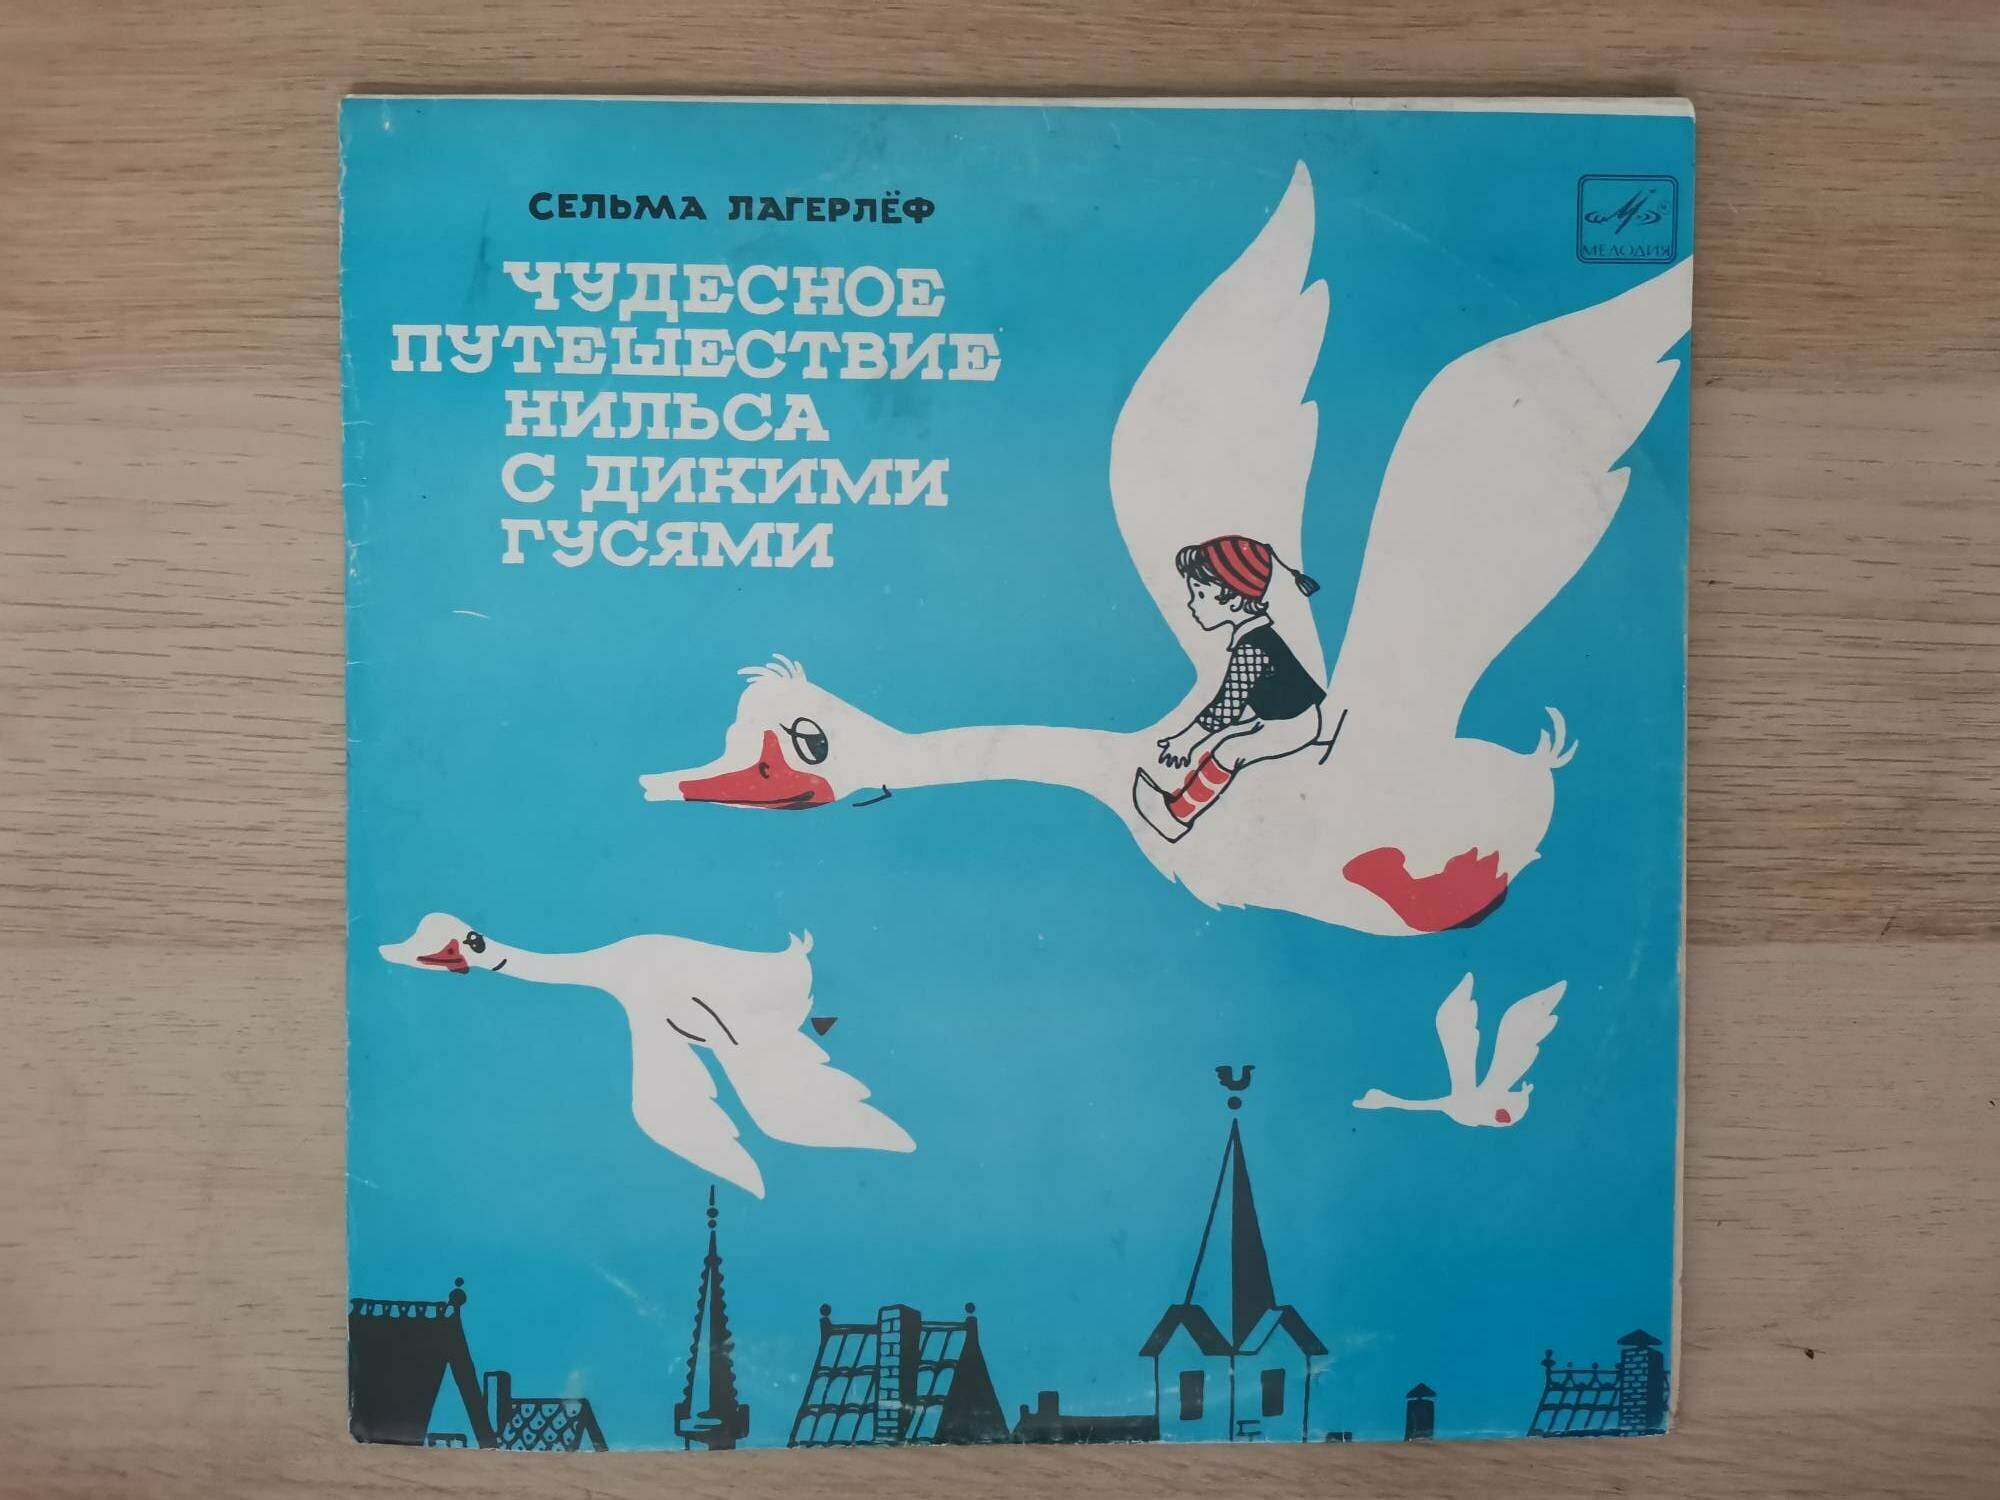 СЕЛЬМА ЛАГЕРЛЁФ
ЧУДЕСНОЕ
ПУТЕШЕСТВИЕ
НИЛЬСА
С ДИКИМИ
ГУСЯМИ
МЕЛОДИЯ